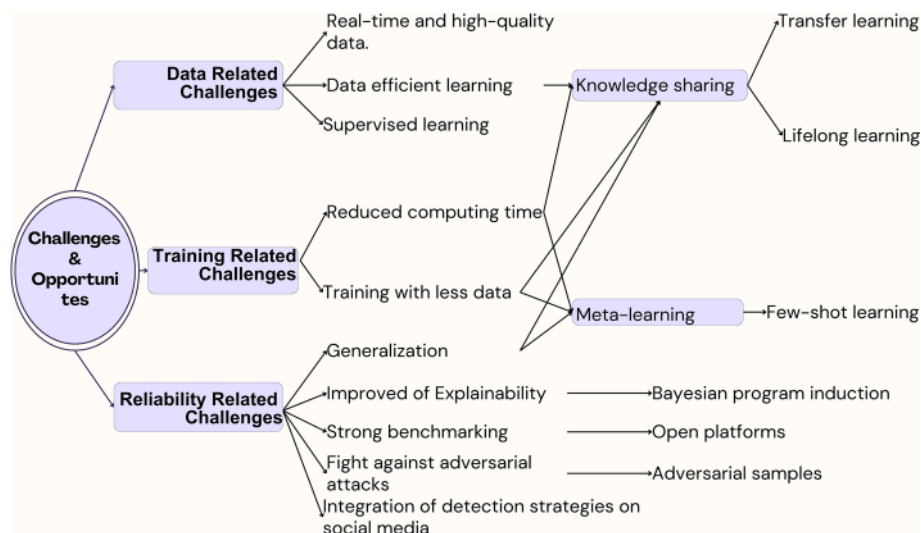 Challenges
&
Opportuni
tes
Data Related
Challenges
Real-time and high-quality
data.
Data efficient learning
Supervised learning
Knowledge sharing
Transfer learning
Lifelong learning
Training Related
Challenges
Reduced computing time
Training with less data
Meta-learning
Few-shot learning
Reliability Related
Challenges
Generalization
Improved of Explainability
Bayesian program induction
Strong benchmarking
Open platforms
Fight against adversarial
attacks
Adversarial samples
Integration of detection strategies on
social media